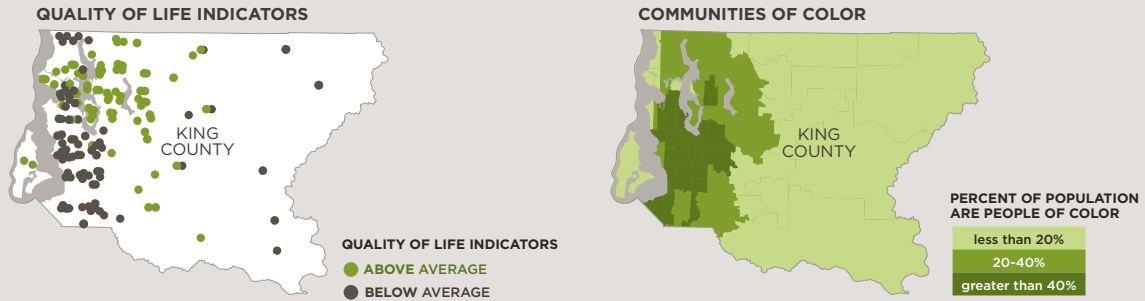 QUALITY OF LIFE INDICATORS
KING
COUNTY
QUALITY OF LIFE INDICATORS
ABOVE AVERAGE
BELOW AVERAGE
COMMUNITIES OF COLOR
KING
COUNTY
PERCENT OF POPULATION
ARE PEOPLE OF COLOR
less than 20%
20-40%
greater than 40%